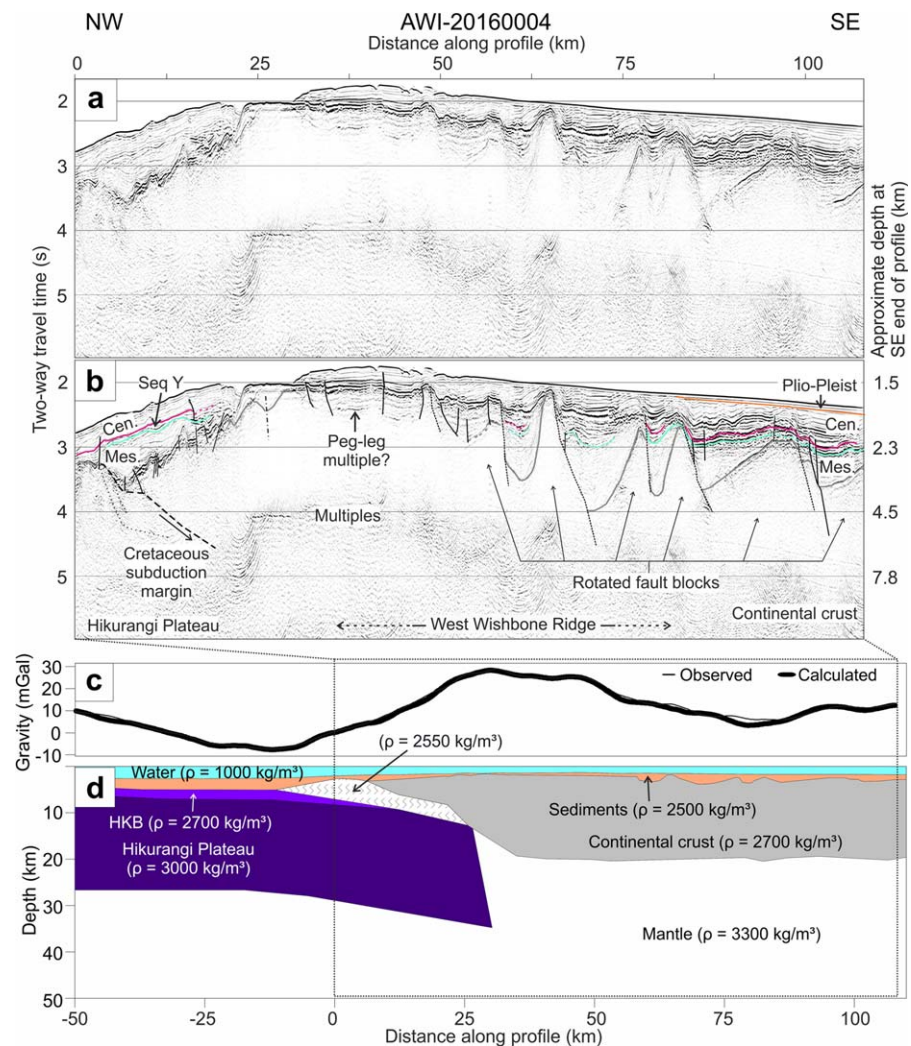 NW AWI-20160004 SE
Distance along profile (km)
0 25 50 75 100
a
2
3
4
5
Two-way travel time (s)
Approximate depth at
SE end of profile (km)
b
Seq Y
Cen.
Mes.
Peg-leg
multiple?
Plio-Pleist
Cen.
Mes.
2
3
4
5
1.5
2.3
4.5
7.8
Multiples
Cretaceous
subduction
margin
Rotated fault blocks
Hikurangi Plateau
West Wishbone Ridge
Continental crust
c
Gravity (mGal)
30
20
10
0
-10
Observed
Calculated
(ρ = 2550 kg/m³)
d
Water (ρ = 1000 kg/m³)
HKB (ρ = 2700 kg/m³)
Sediments (ρ = 2500 kg/m³)
Hikurangi Plateau
(ρ = 3000 kg/m³)
Continental crust (ρ = 2700 kg/m³)
Mantle (ρ = 3300 kg/m³)
Depth (km)
10
20
30
40
50
-50 -25 0 25 50 75 100
Distance along profile (km)